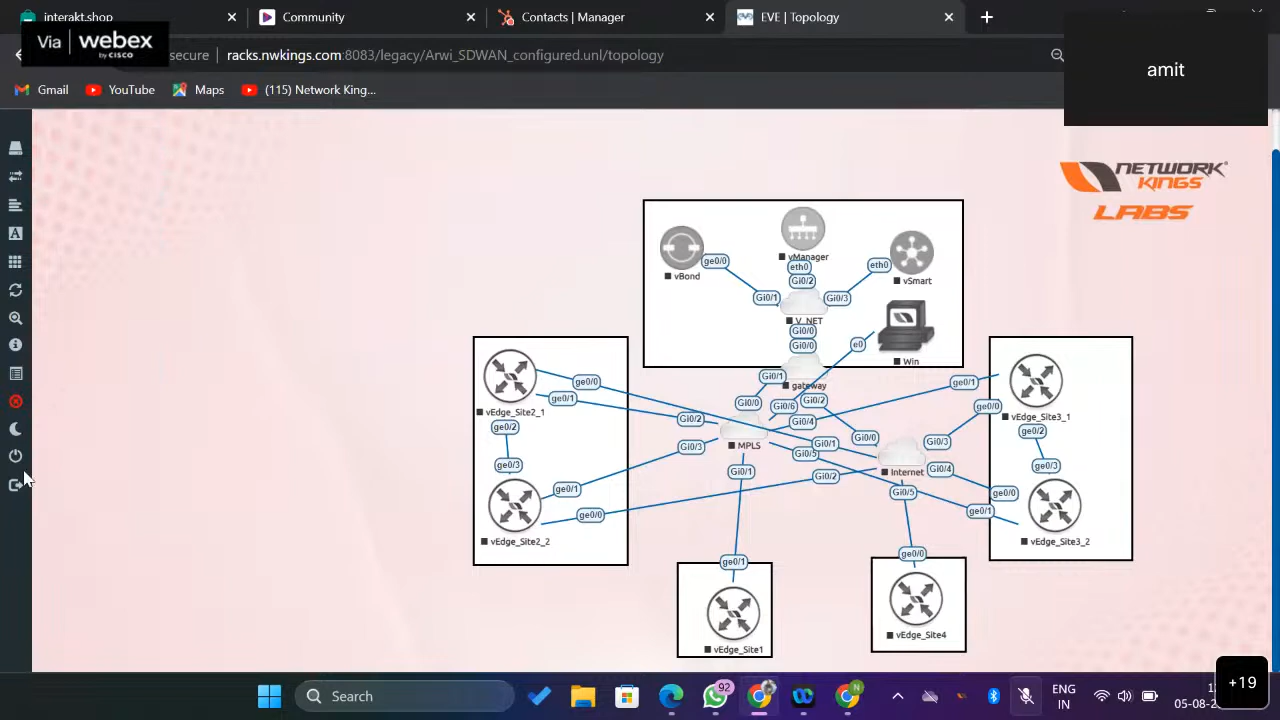 interakt.shop
Community
Contacts | Manager
EVE | Topology
Via webex by CISCO
secure
racks.nwkings.com:8083/legacy/Arwi_SDWAN_configured.unl/topology
amit
Gmail
YouTube
Maps
(115) Network King...
NETWORK KINGS
LABS
vBond
ge0/0
vManager
eth0
Gi0/2
eth0
vSmart
Gi0/1
Gi0/3
V_NET
Gi0/0
Gi0/0
e0
Win
Gi0/1
gateway
Gi0/2
Gi0/0
Gi0/6
Gi0/4
MPLS
Gi0/2
Gi0/3
Gi0/1
Gi0/5
Gi0/1
Gi0/2
Gi0/0
Internet
Gi0/3
Gi0/4
Gi0/5
ge0/0
ge0/1
vEdge_Site2_1
ge0/2
ge0/3
ge0/1
ge0/0
vEdge_Site2_2
ge0/1
ge0/0
vEdge_Site3_1
ge0/2
ge0/3
ge0/0
ge0/1
vEdge_Site3_2
ge0/1
vEdge_Site1
ge0/0
vEdge_Site4
Search
92
N
ENG
IN
05-08-2
+19